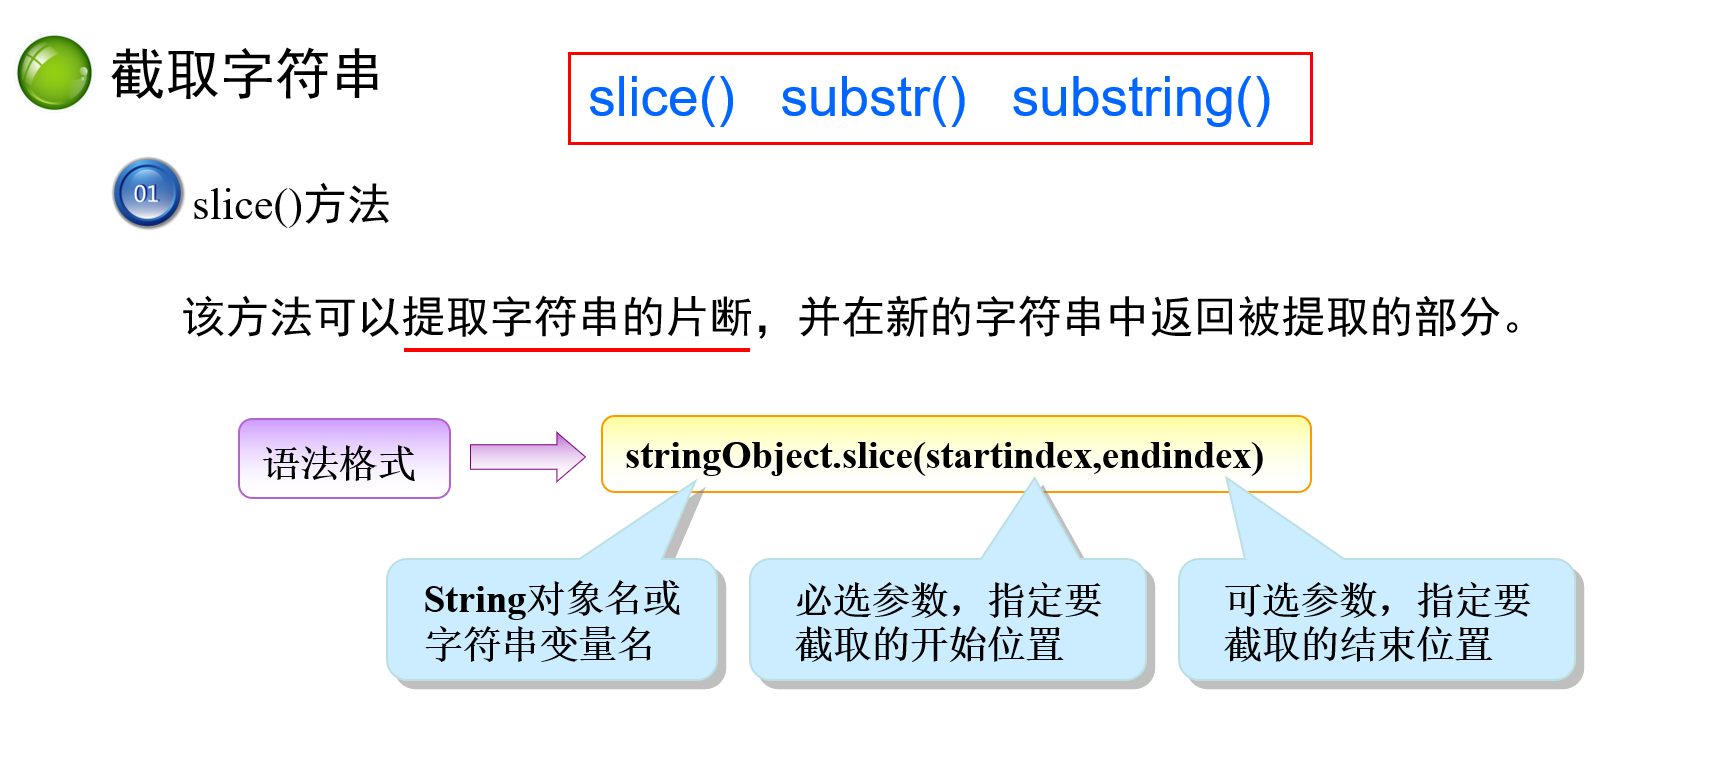 截取字符串
slice() substr() substring()
01
slice()方法
该方法可以提取字符串的片断，并在新的字符串中返回被提取的部分。
语法格式
stringObject.slice(startindex,endindex)
String对象名或
字符串变量名
必选参数，指定要
截取的开始位置
可选参数，指定要
截取的结束位置